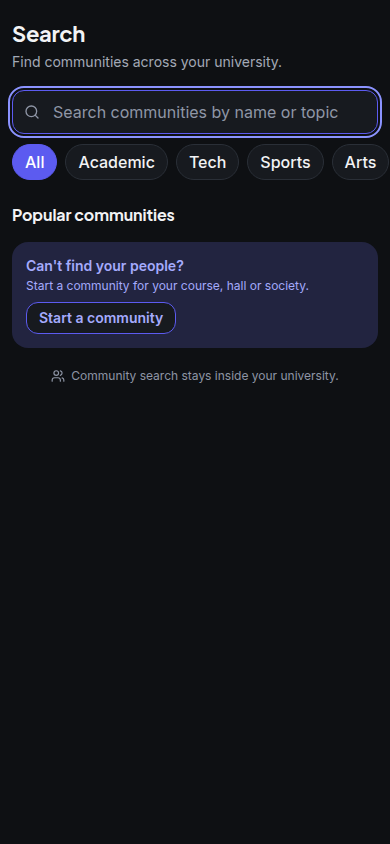 Search
Find communities across your university.
Search communities by name or topic
All Academic Tech Sports Arts
Popular communities
Can't find your people?
Start a community for your course, hall or society.
Start a community
Community search stays inside your university.